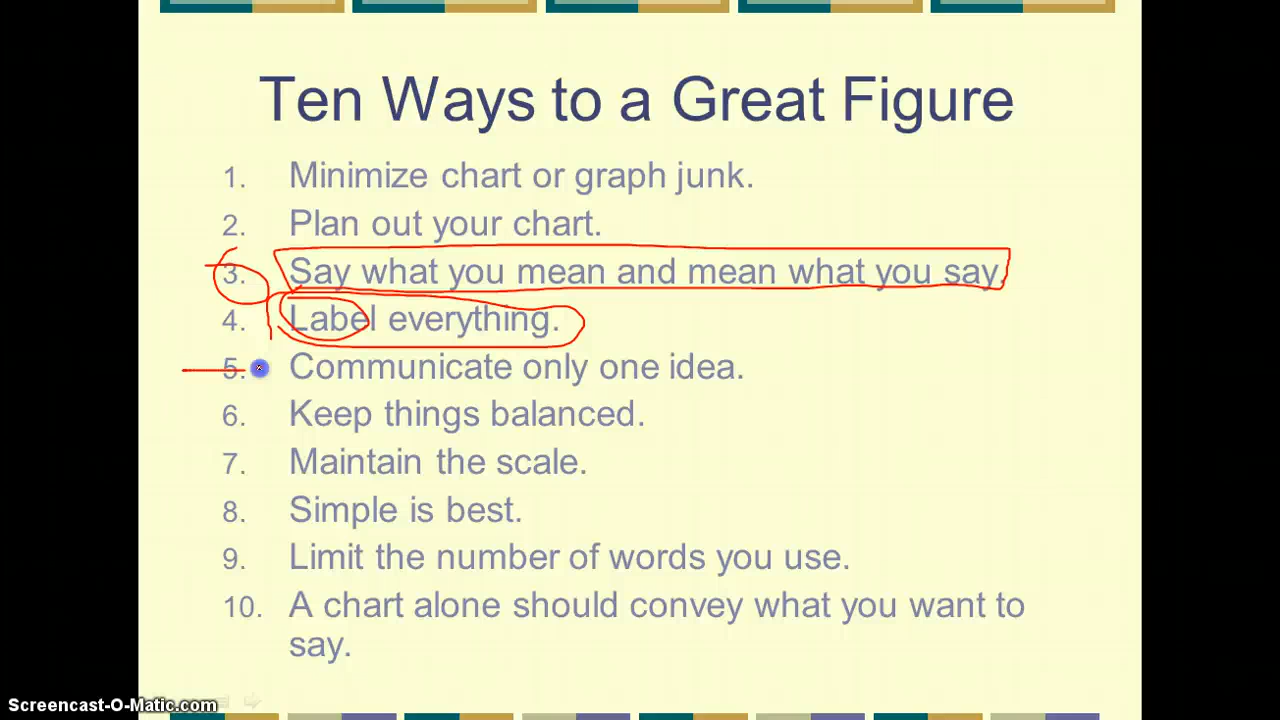 Ten Ways to a Great Figure
1. Minimize chart or graph junk.
2. Plan out your chart.
3. Say what you mean and mean what you say.
4. Label everything.
5. Communicate only one idea.
6. Keep things balanced.
7. Maintain the scale.
8. Simple is best.
9. Limit the number of words you use.
10. A chart alone should convey what you want to
say.
Screencast-O-Matic.com